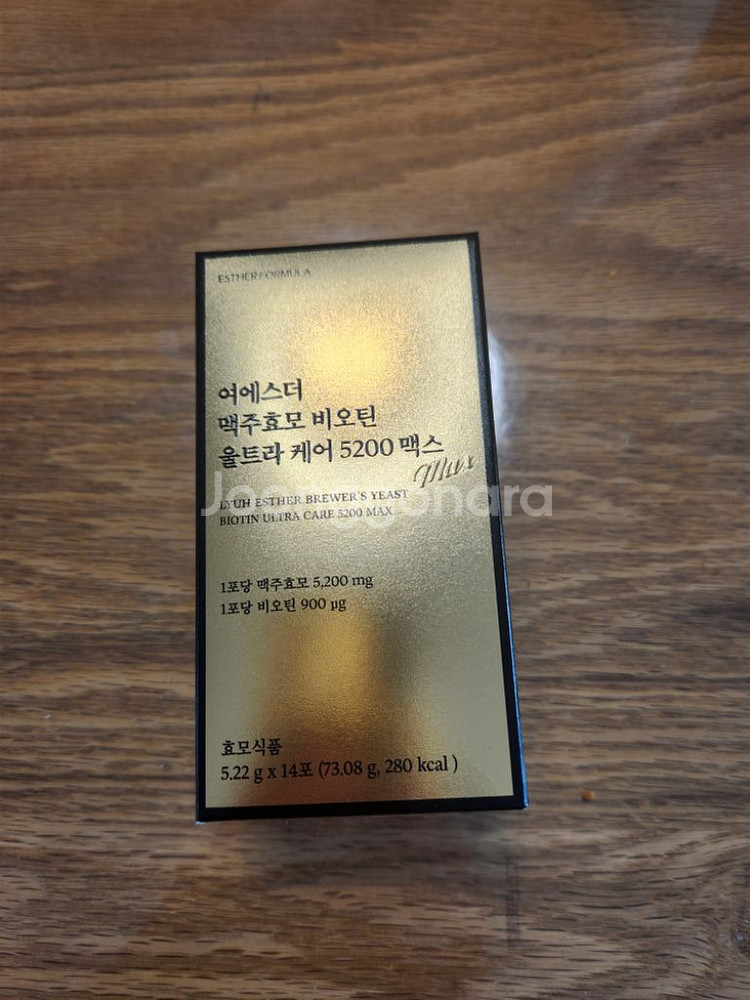 ESTHER FORMULA
여에스더
맥주효모 비오틴
울트라 케어 5200 맥스
Max
LYUH ESTHER BREWER'S YEAST
BIOTIN ULTRA CARE 5200 MAX
Joonggonara
1포당 맥주효모 5,200 mg
1포당 비오틴 900 μg
효모식품
5.22 g x 14포 (73.08 g, 280 kcal )